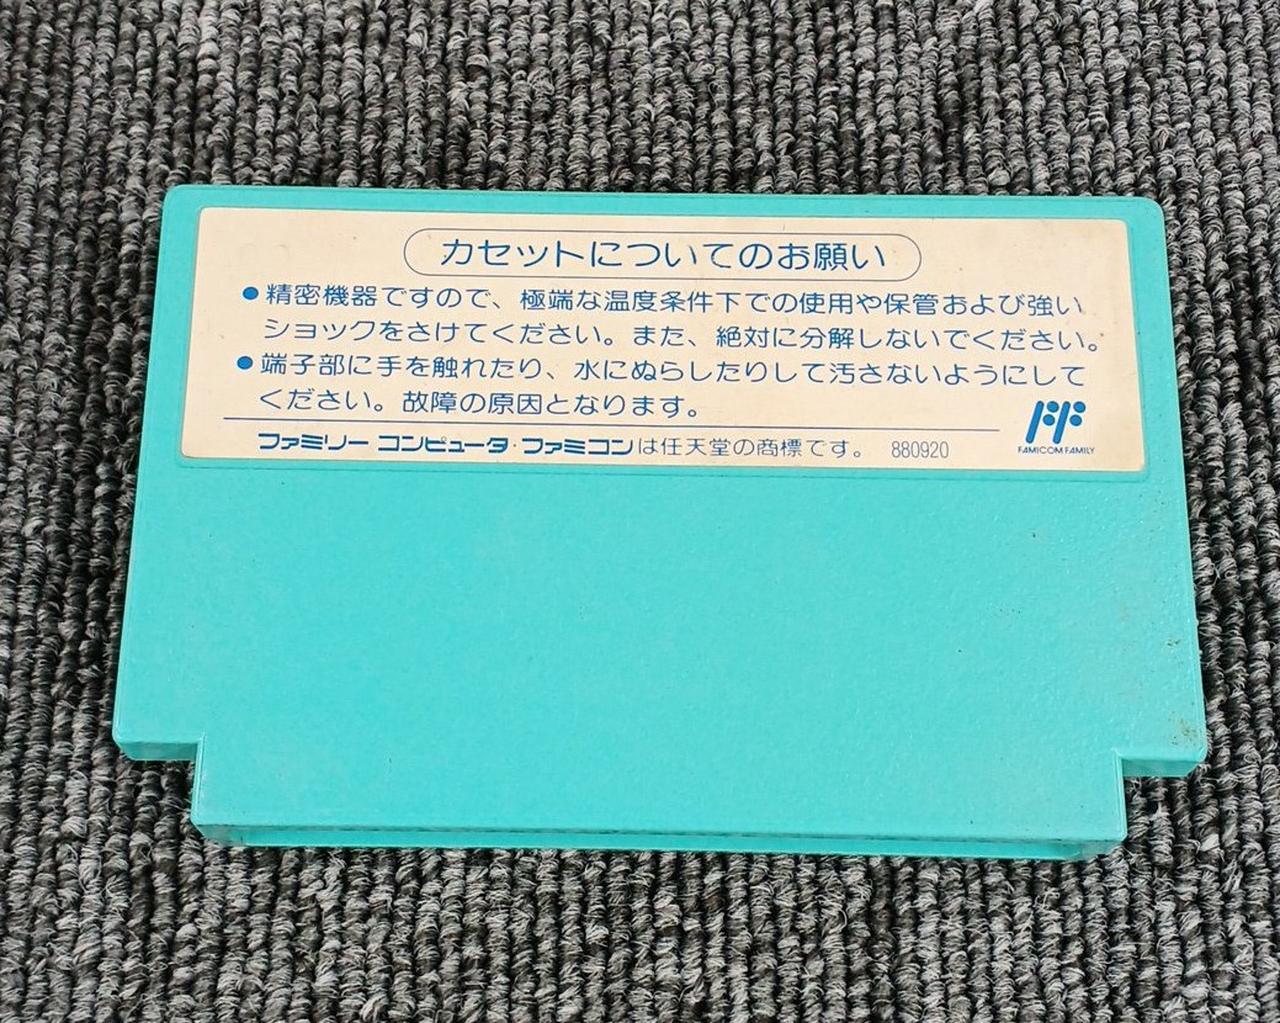 カセットについてのお願い
●精密機器ですので、極端な温度条件下での使用や保管および強い
ショックをさけてください。また、絶対に分解しないでください。
●端子部に手を触れたり、水にぬらしたりして汚さないようにして
ください。故障の原因となります。
ファミリー コンピュータ・ファミコンは任天堂の商標です。 880920
FAMICOM FAMILY